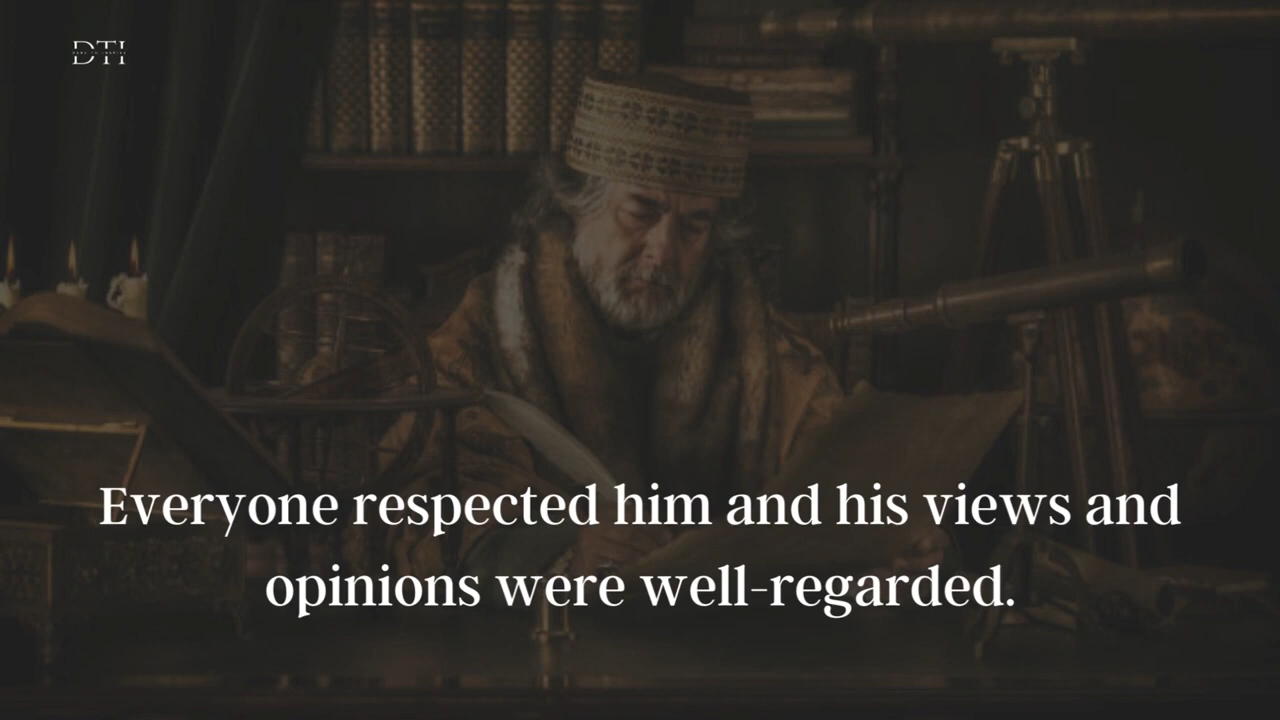 DTI
Everyone respected him and his views and
opinions were well-regarded.